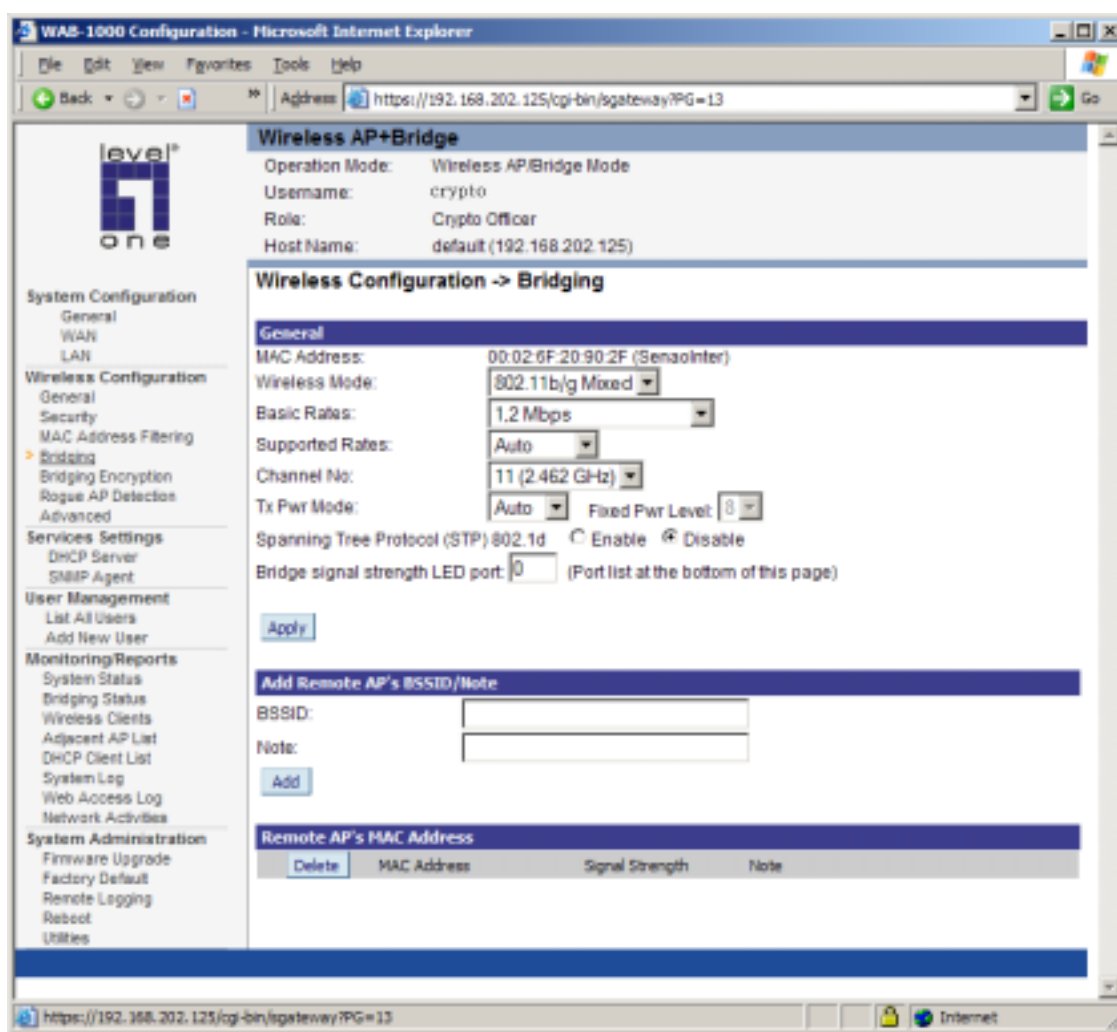 WAB-1000 Configuration - Microsoft Internet Explorer
File Edit View Favorites Tools Help
Back Address https://192.168.202.125/cgi-bin/sgateway?PG=13 Go
level one
Wireless AP+Bridge
Operation Mode: Wireless AP/Bridge Mode
Username: crypto
Role: Crypto Officer
Host Name: default (192.168.202.125)
System Configuration
General
WAN
LAN
Wireless Configuration
General
Security
MAC Address Filtering
Bridging
Bridging Encryption
Rogue AP Detection
Advanced
Services Settings
DHCP Server
SNMP Agent
User Management
List All Users
Add New User
Monitoring/Reports
System Status
Bridging Status
Wireless Clients
Adjacent AP List
DHCP Client List
System Log
Web Access Log
Network Activities
System Administration
Firmware Upgrade
Factory Default
Remote Logging
Reboot
Utilities
Wireless Configuration -> Bridging
General
MAC Address: 00:02:6F:20:90:2F (SenaoInter)
Wireless Mode: 802.11b/g Mixed
Basic Rates: 1,2 Mbps
Supported Rates: Auto
Channel No: 11 (2.462 GHz)
Tx Pwr Mode: Auto Fixed Pwr Level: 8
Spanning Tree Protocol (STP) 802.1d Enable Disable
Bridge signal strength LED port: 0 (Port list at the bottom of this page)
Apply
Add Remote AP's BSSID/Note
BSSID:
Note:
Add
Remote AP's MAC Address
Delete MAC Address Signal Strength Note
https://192.168.202.125/cgi-bin/sgateway?PG=13 Internet